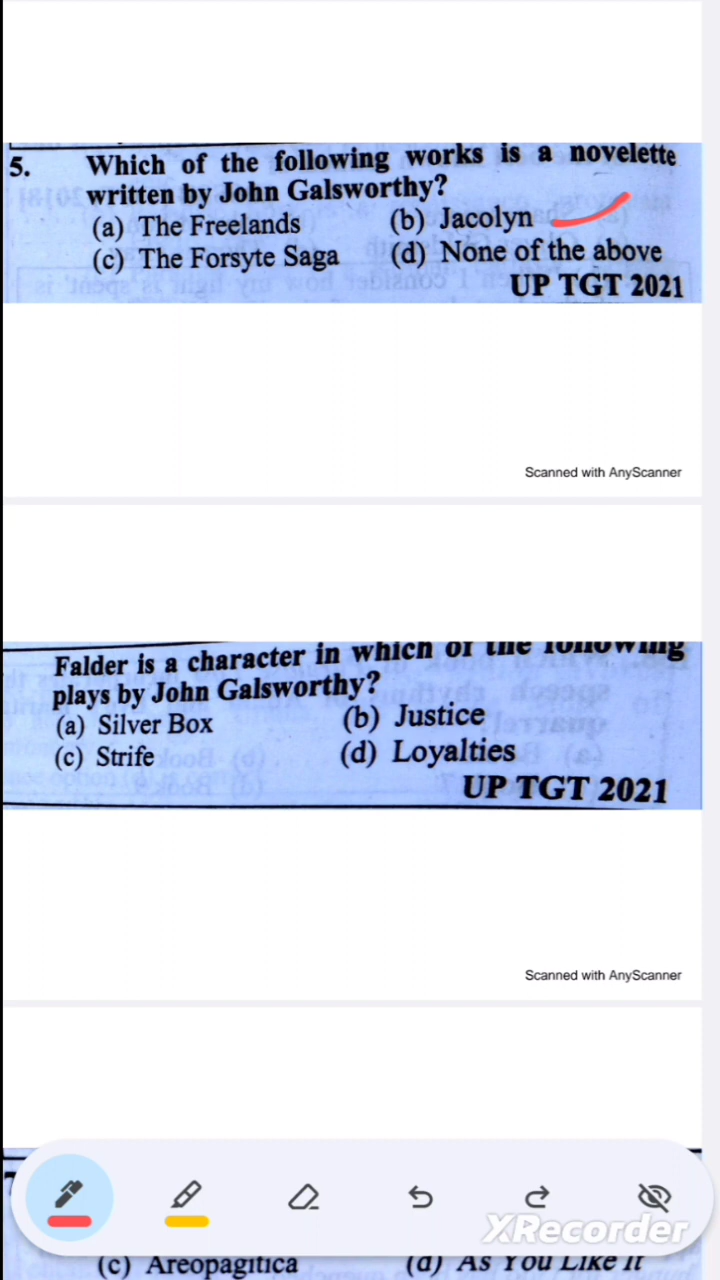 5. Which of the following works is a novelette
written by John Galsworthy?
(a) The Freelands (b) Jacolyn
(c) The Forsyte Saga (d) None of the above
UP TGT 2021
Scanned with AnyScanner
Falder is a character in which of the following
plays by John Galsworthy?
(a) Silver Box (b) Justice
(c) Strife (d) Loyalties
UP TGT 2021
Scanned with AnyScanner
XRecorder
(c) Areopagitica (d) As You Like It